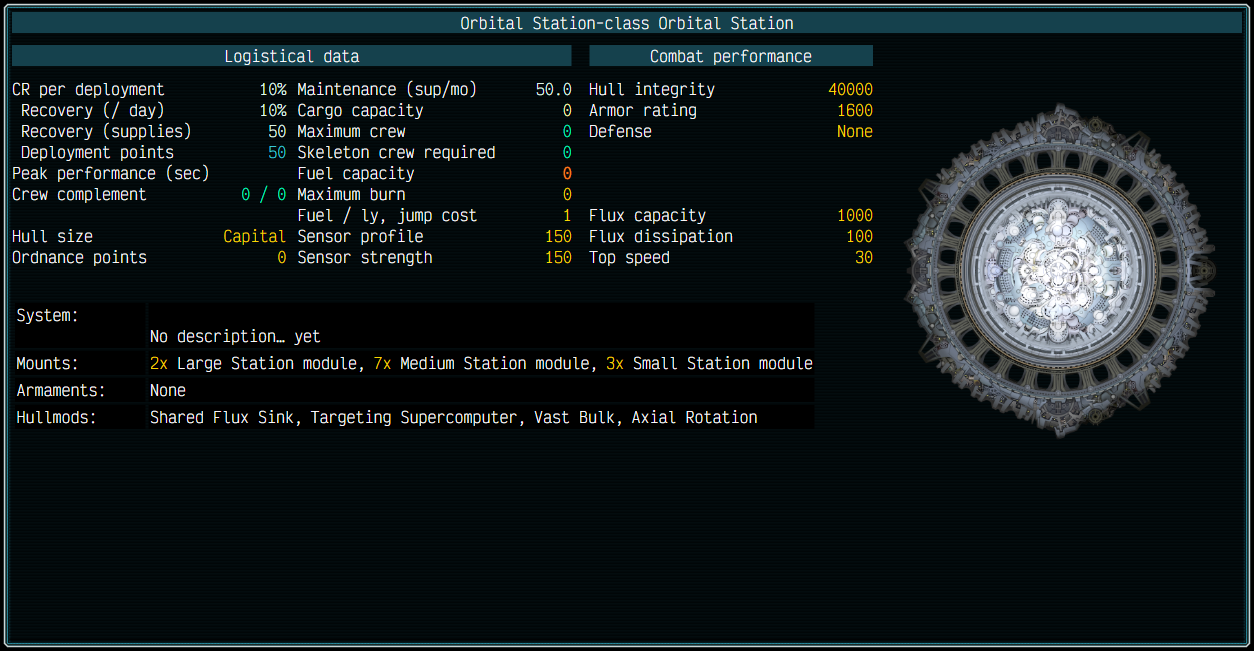 Orbital Station-class Orbital Station
Logistical data
Combat performance
CR per deployment 10% Maintenance (sup/mo) 50.0 Hull integrity 40000
Recovery (/ day) 10% Cargo capacity 0 Armor rating 1600
Recovery (supplies) 50 Maximum crew 0 Defense None
Deployment points 50 Skeleton crew required 0
Peak performance (sec) Fuel capacity 0
Crew complement 0 / 0 Maximum burn 0
Fuel / ly, jump cost 1 Flux capacity 1000
Hull size Capital Sensor profile 150 Flux dissipation 100
Ordnance points 0 Sensor strength 150 Top speed 30
System:
No description… yet
Mounts: 2x Large Station module, 7x Medium Station module, 3x Small Station module
Armaments: None
Hullmods: Shared Flux Sink, Targeting Supercomputer, Vast Bulk, Axial Rotation